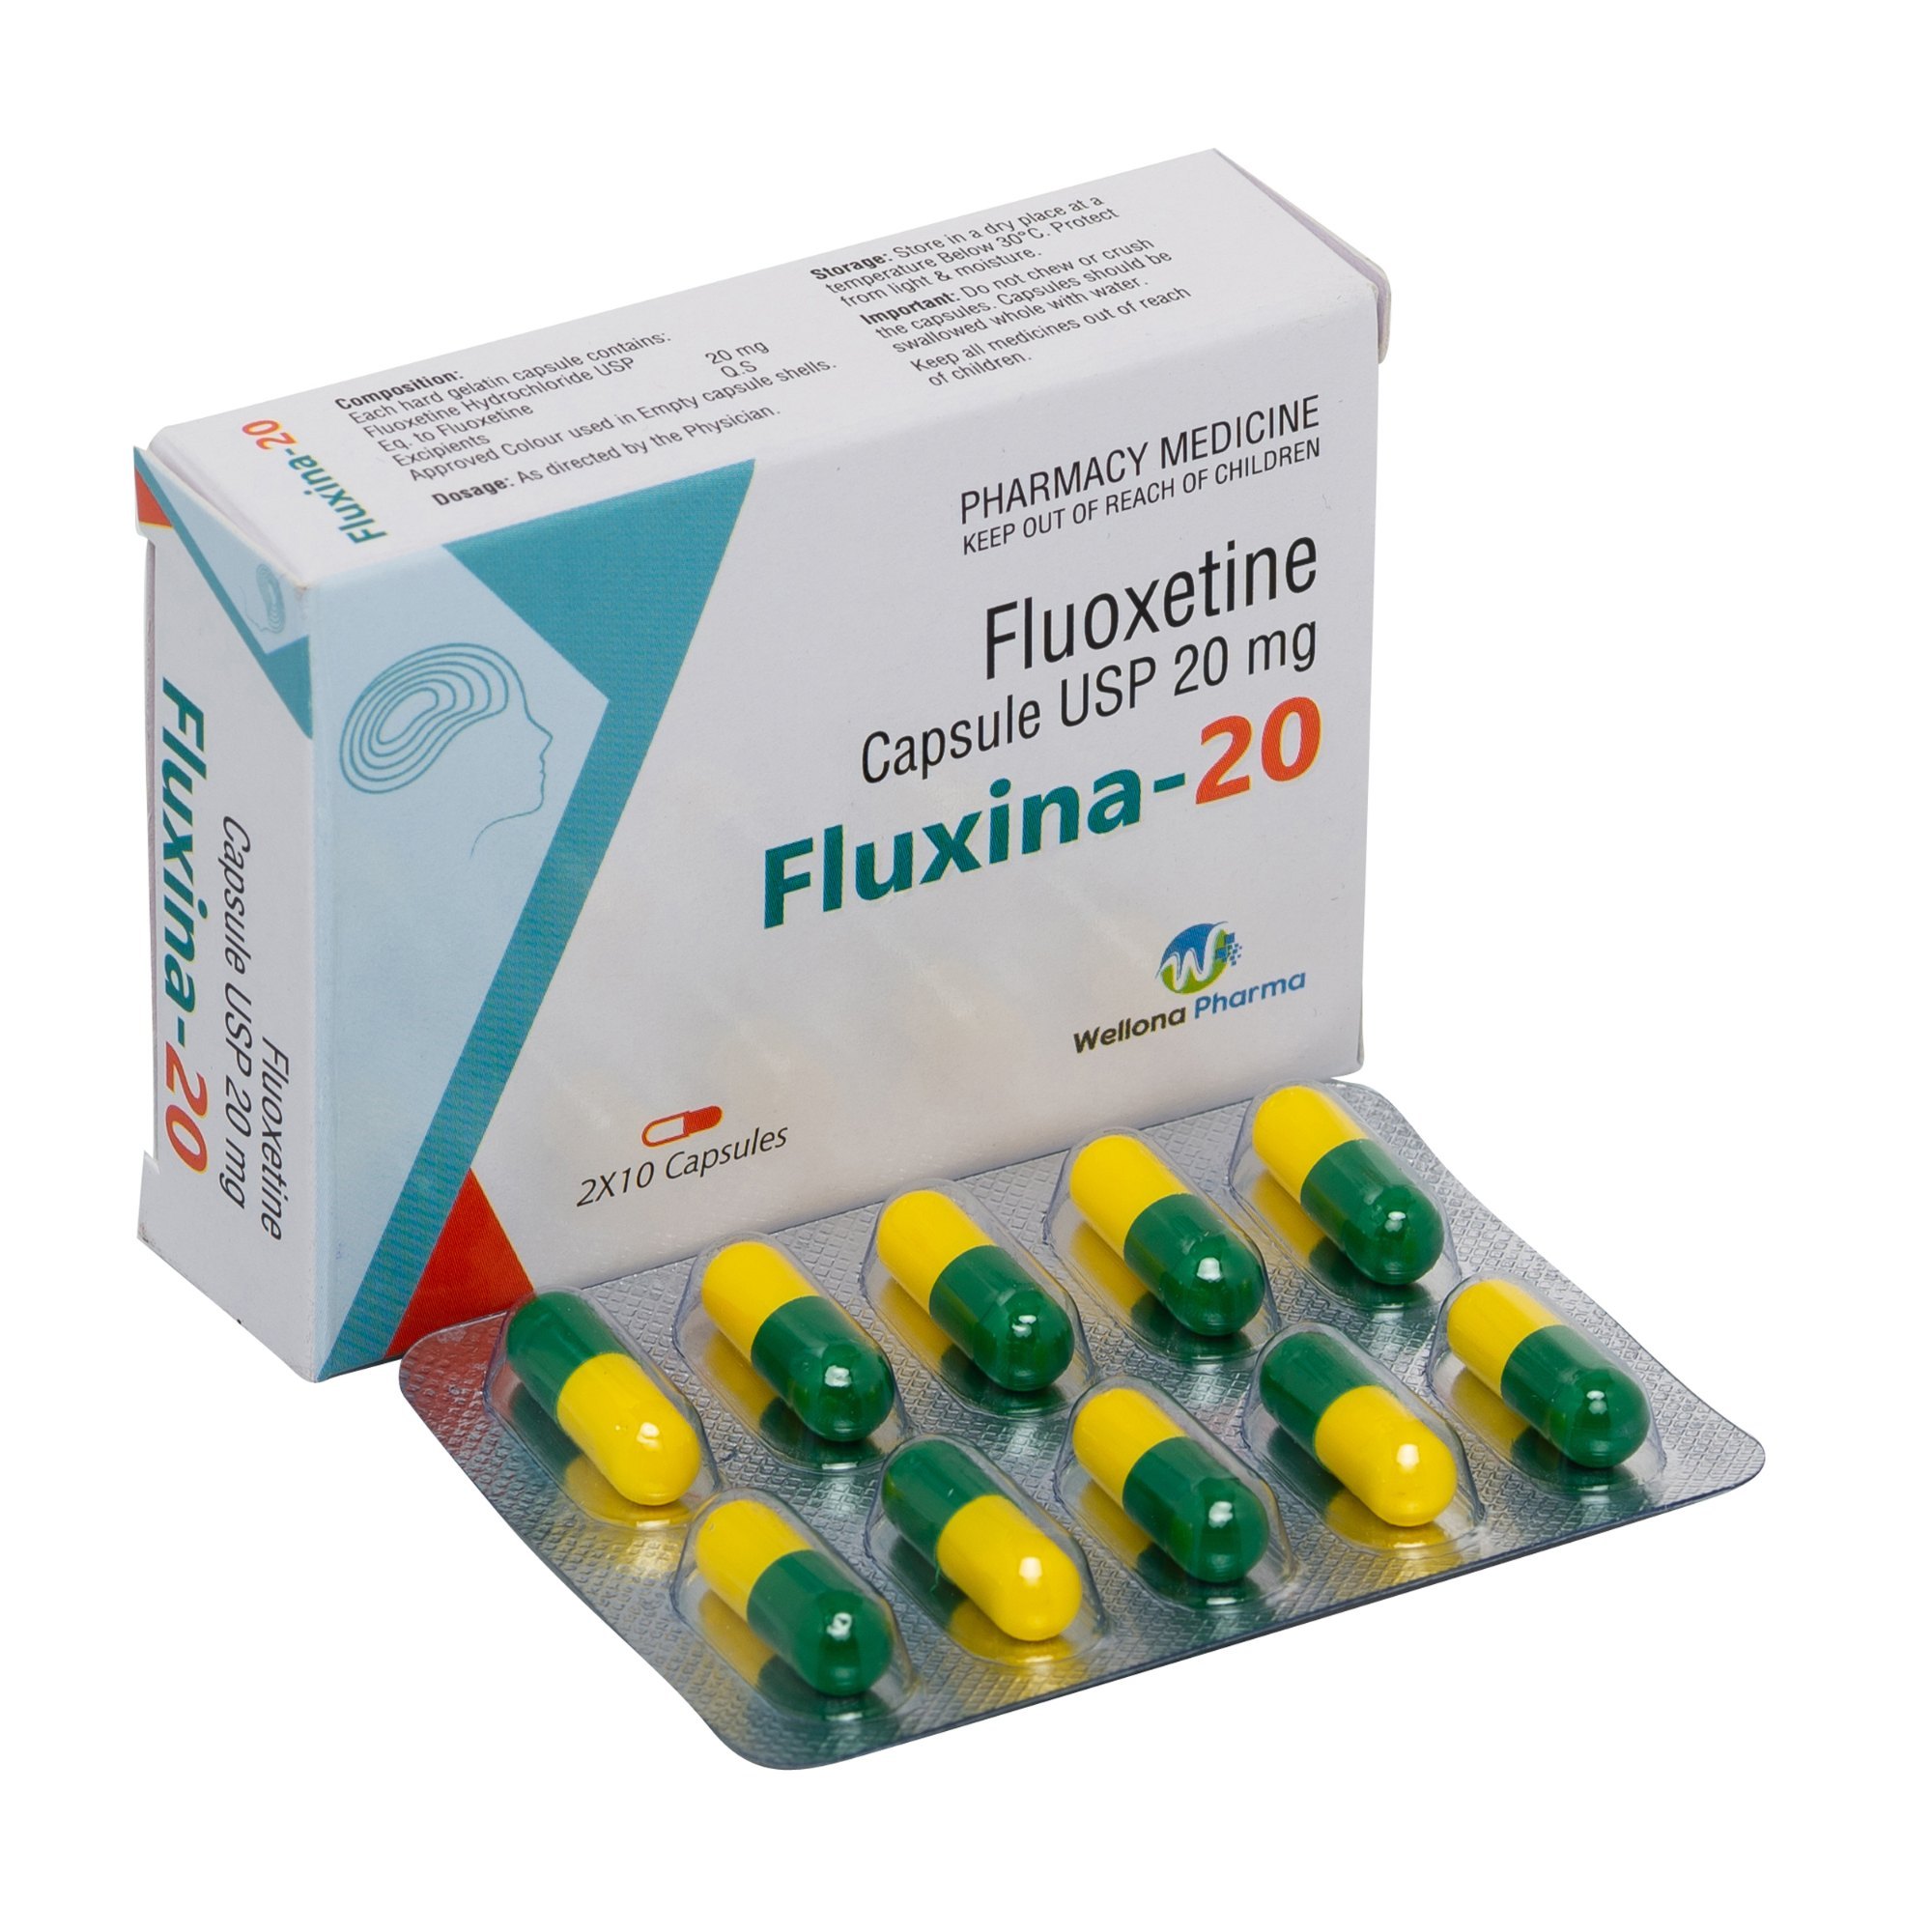 Fluxina-20
Composition:
Each hard gelatin capsule contains:
Fluoxetine Hydrochloride USP
Eq. to Fluoxetine 20 mg
Excipients Q.S
Approved Colour used in Empty capsule shells.
Dosage: As directed by the Physician.
Storage: Store in a dry place at a
temperature Below 30°C. Protect
from light & moisture.
Important: Do not chew or crush
the capsules. Capsules should be
swallowed whole with water.
Keep all medicines out of reach
of children.
PHARMACY MEDICINE
KEEP OUT OF REACH OF CHILDREN
Fluoxetine
Capsule USP 20 mg
Fluxina-20
W
Wellona Pharma
2X10 Capsules
Fluoxetine
Capsule USP 20 mg
Fluxina-20